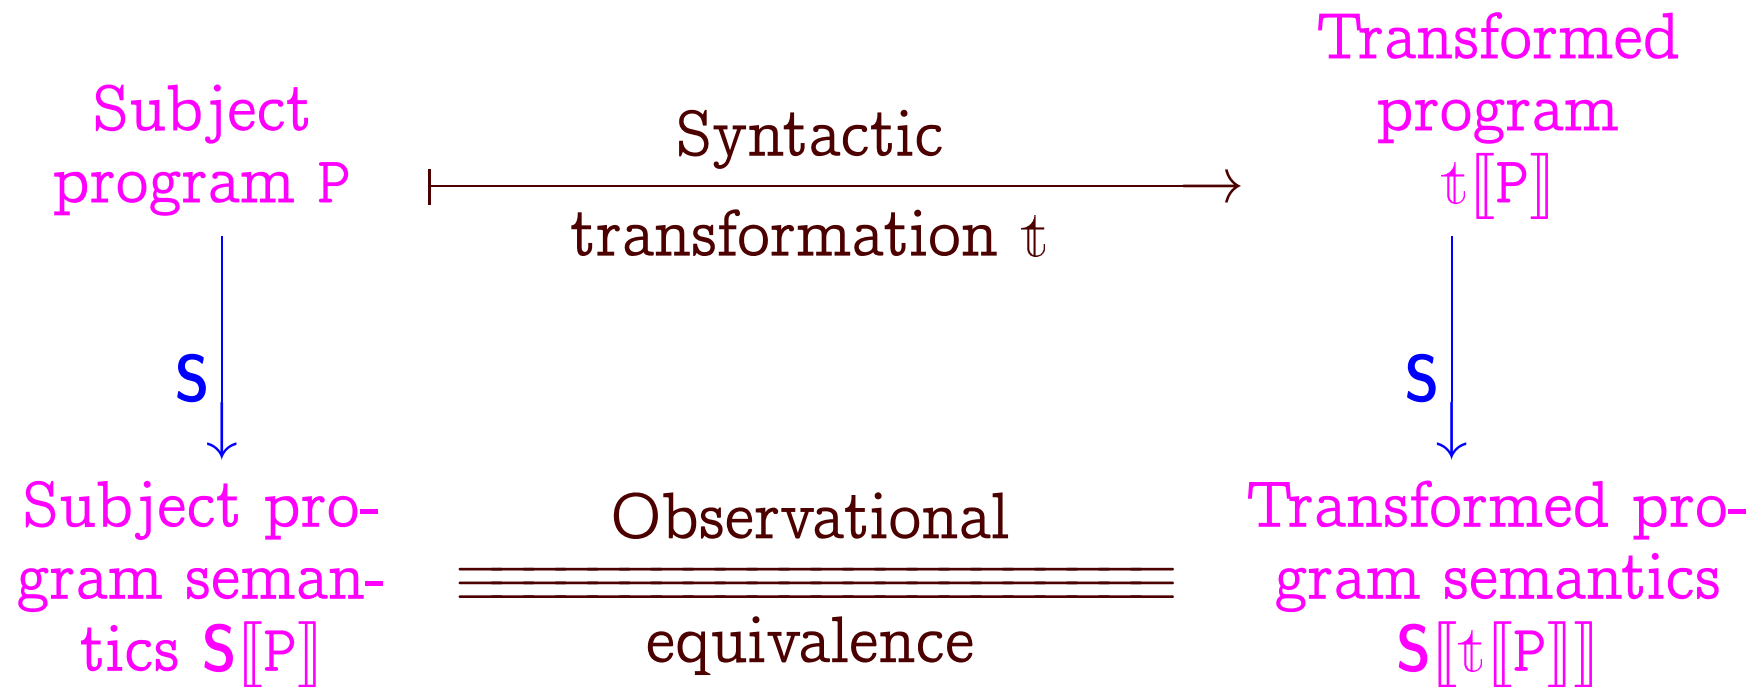 Subject
program P
Syntactic
transformation 𝕥
Transformed
program
𝕥⟦P⟧
S
S
Subject pro-
gram seman-
tics S⟦P⟧
Observational
equivalence
Transformed pro-
gram semantics
S⟦𝕥⟦P⟧⟧